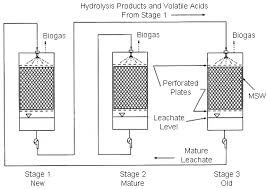 Hydrolysis Products and Volatile Acids
From Stage 1
Biogas
Biogas
Biogas
Perforated
Plates
MSW
Leachate
Level
Mature
Leachate
Stage 1
New
Stage 2
Mature
Stage 3
Old